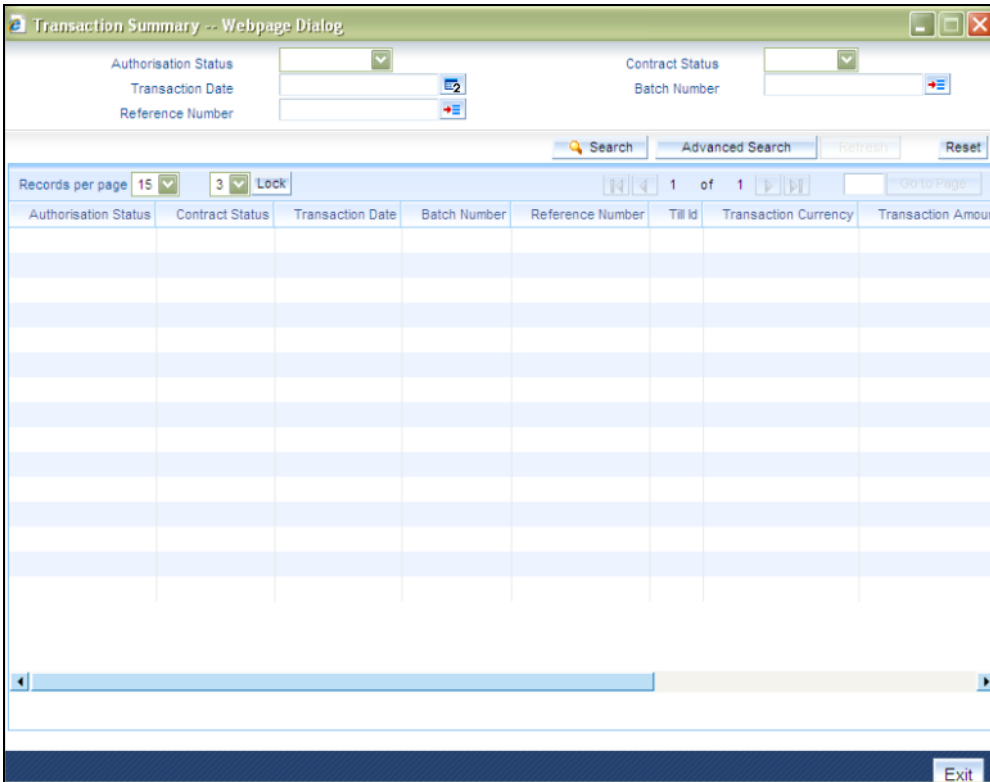 Transaction Summary -- Webpage Dialog
Authorisation Status Contract Status
Transaction Date Batch Number
Reference Number
Search Advanced Search Refresh Reset
Records per page 15 3 Lock 1 of 1 Go to Page
Authorisation Status Contract Status Transaction Date Batch Number Reference Number Till Id Transaction Currency Transaction Amoun
Exit